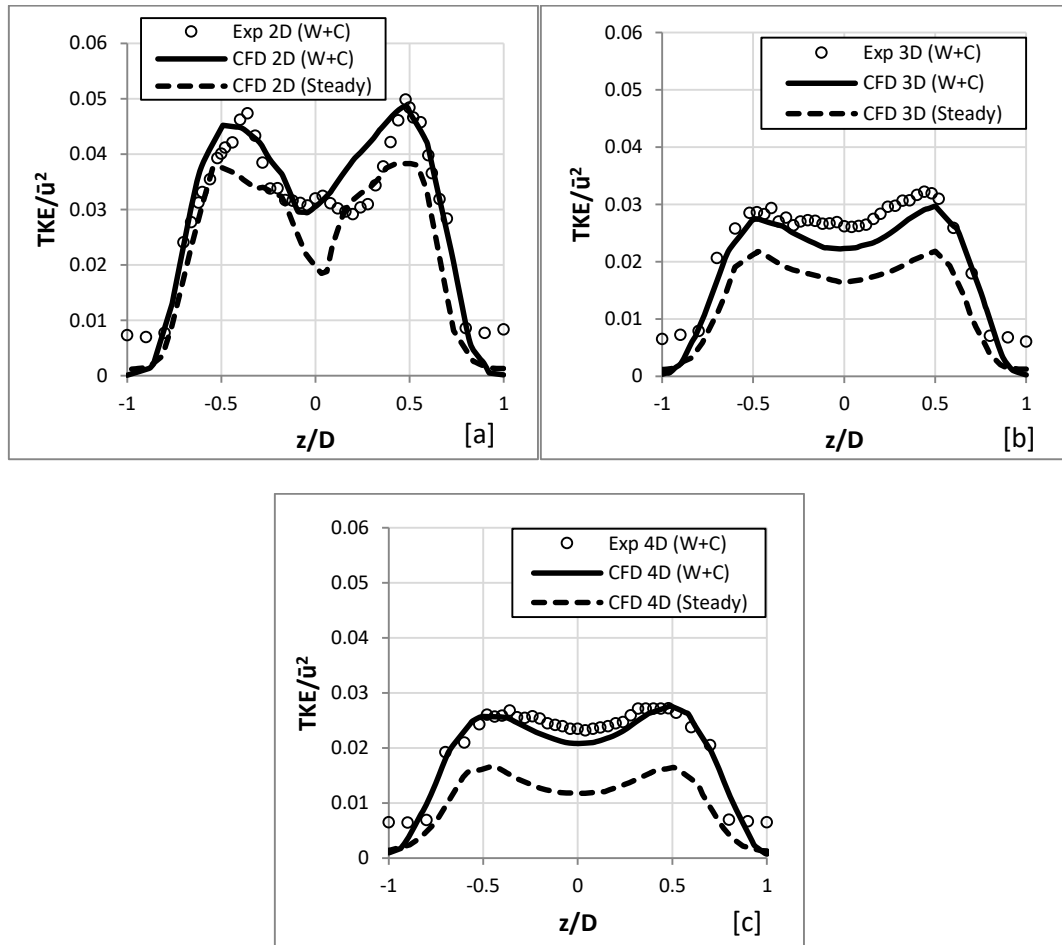 Exp 2D (W+C)
CFD 2D (W+C)
CFD 2D (Steady)
0.06
0.05
0.04
0.03
0.02
0.01
0
TKE/ū²
-1
-0.5
0
0.5
1
z/D
[a]
Exp 3D (W+C)
CFD 3D (W+C)
CFD 3D (Steady)
0.06
0.05
0.04
0.03
0.02
0.01
0
TKE/ū²
-1
-0.5
0
0.5
1
z/D
[b]
Exp 4D (W+C)
CFD 4D (W+C)
CFD 4D (Steady)
0.06
0.05
0.04
0.03
0.02
0.01
0
TKE/ū²
-1
-0.5
0
0.5
1
z/D
[c]